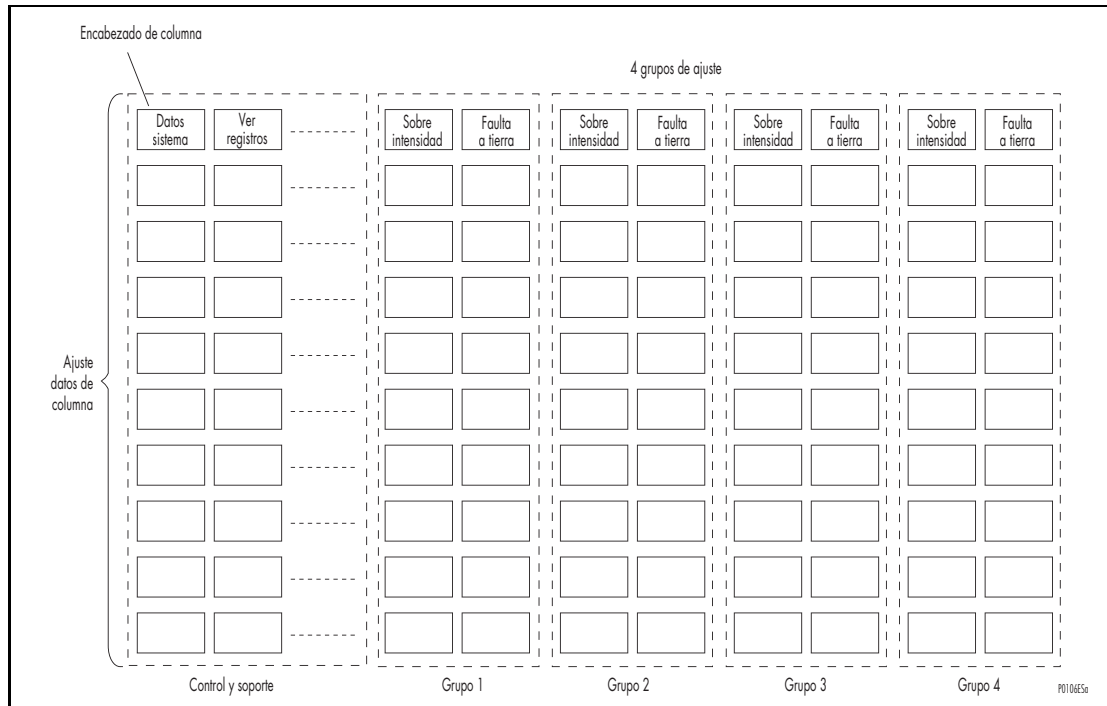 Encabezado de columna
4 grupos de ajuste
Datos
sistema
Ver
registros
Sobre
intensidad
Faulta
a tierra
Sobre
intensidad
Faulta
a tierra
Sobre
intensidad
Faulta
a tierra
Sobre
intensidad
Faulta
a tierra
Ajuste
datos de
columna
Control y soporte
Grupo 1
Grupo 2
Grupo 3
Grupo 4
P0106ESa